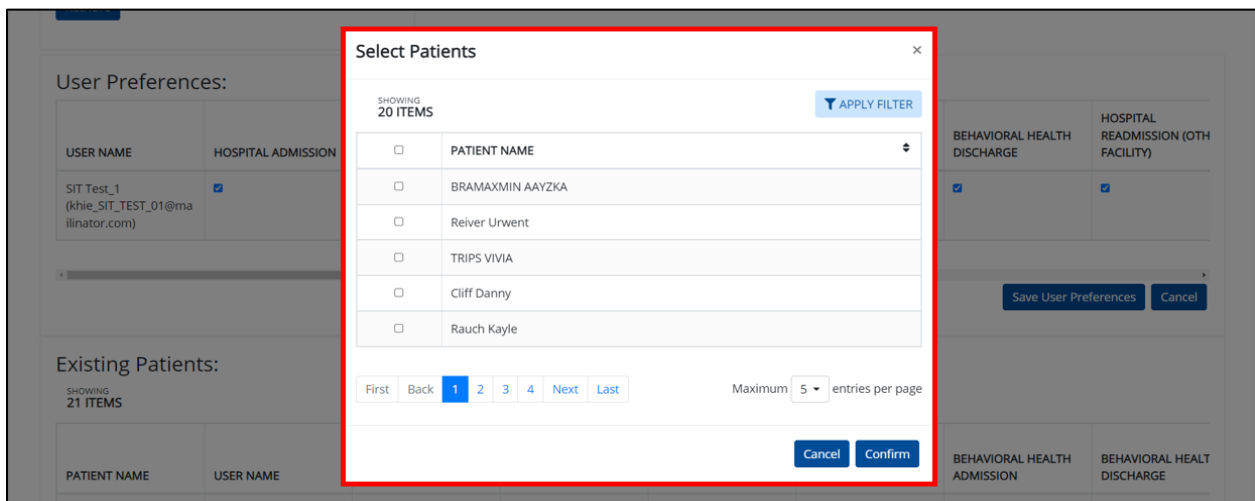 Select Patients ×
SHOWING
20 ITEMS
APPLY FILTER
PATIENT NAME
BRAMAXMIN AAYZKA
Reiver Urwent
TRIPS VIVIA
Cliff Danny
Rauch Kayle
First Back 1 2 3 4 Next Last
Maximum 5 entries per page
Cancel Confirm
User Preferences:
USER NAME
HOSPITAL ADMISSION
BEHAVIORAL HEALTH
DISCHARGE
HOSPITAL
READMISSION (OTH
FACILITY)
SIT Test_1
(khie_SIT_TEST_01@ma
ilinator.com)
Save User Preferences Cancel
Existing Patients:
SHOWING
21 ITEMS
PATIENT NAME
USER NAME
BEHAVIORAL HEALTH
ADMISSION
BEHAVIORAL HEALT
DISCHARGE